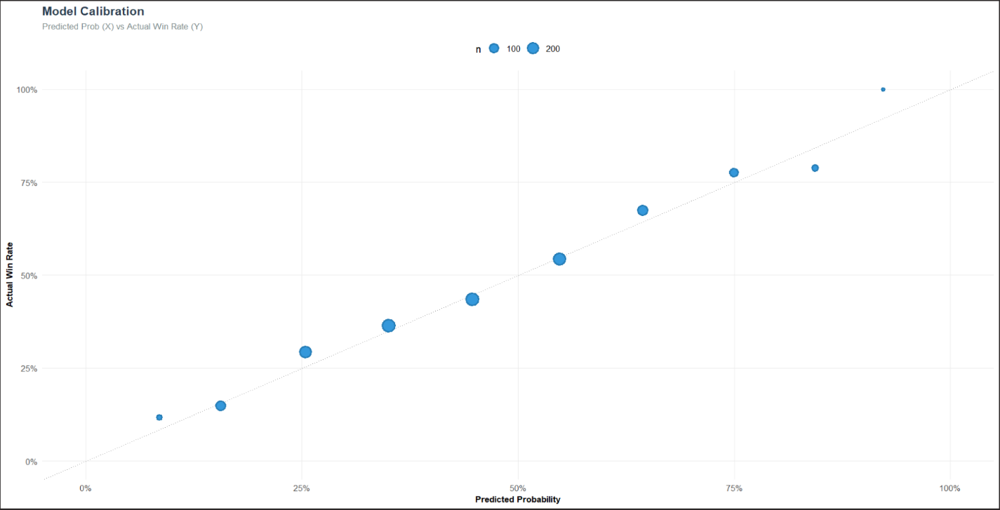 Model Calibration
Predicted Prob (X) vs Actual Win Rate (Y)
n 100 200
100%
75%
50%
25%
0%
Actual Win Rate
0% 25% 50% 75% 100%
Predicted Probability